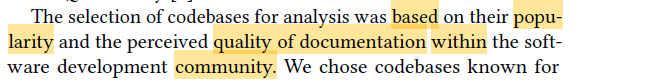 The selection of codebases for analysis was based on their popu-
larity and the perceived quality of documentation within the soft-
ware development community. We chose codebases known for